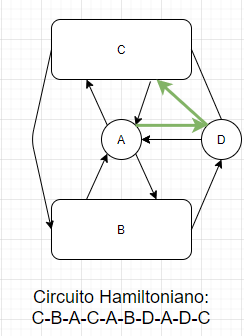 C
A
D
B
Circuito Hamiltoniano:
C-B-A-C-A-B-D-A-D-C